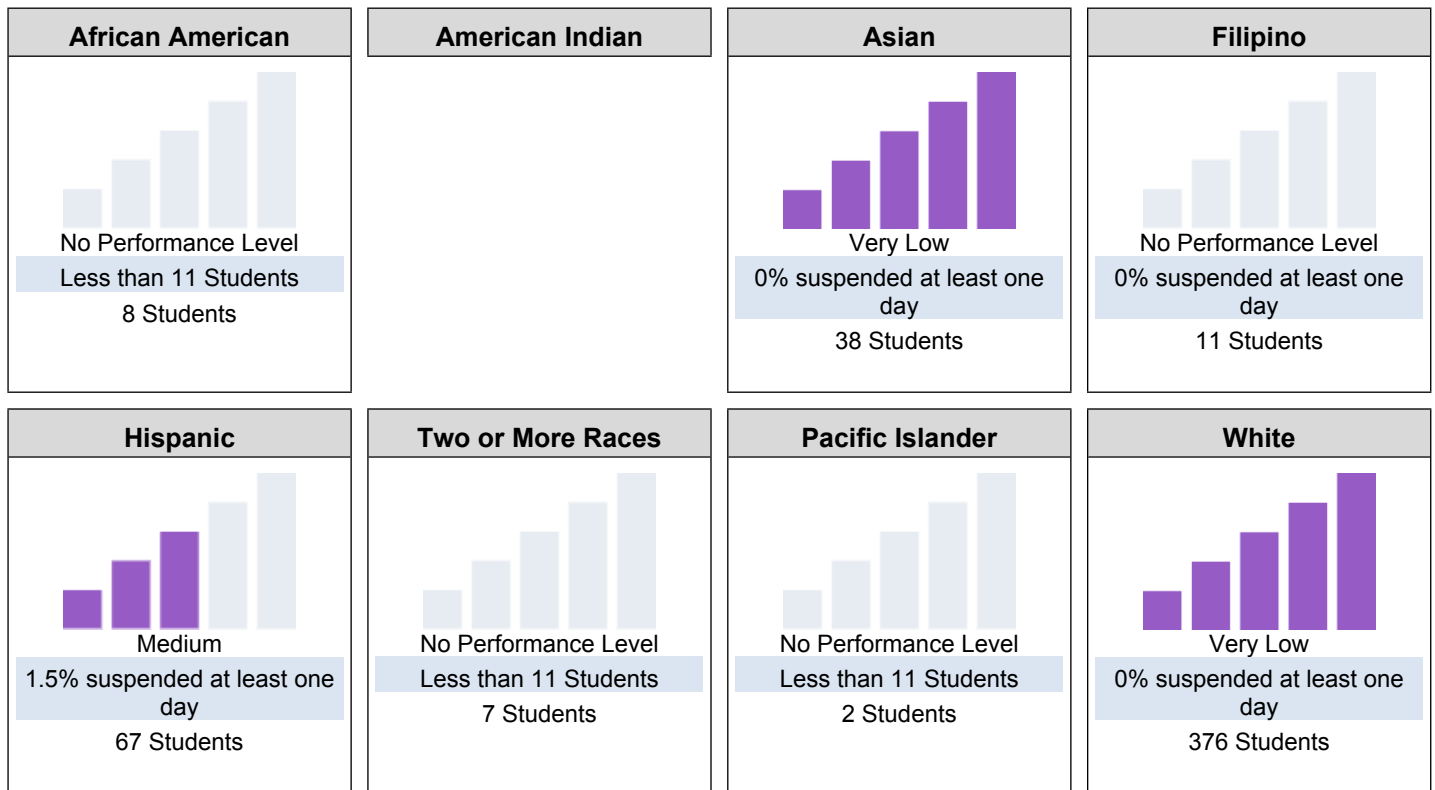 African American
American Indian
Asian
Filipino
No Performance Level
Less than 11 Students
8 Students
Very Low
0% suspended at least one
day
38 Students
No Performance Level
0% suspended at least one
day
11 Students
Hispanic
Two or More Races
Pacific Islander
White
Medium
1.5% suspended at least one
day
67 Students
No Performance Level
Less than 11 Students
7 Students
No Performance Level
Less than 11 Students
2 Students
Very Low
0% suspended at least one
day
376 Students